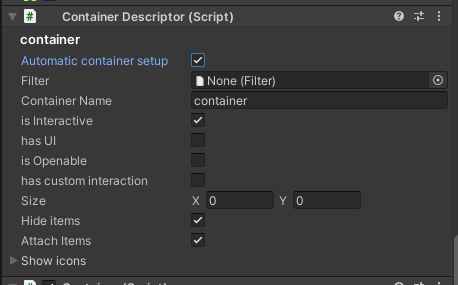 Container Descriptor (Script)
container
Automatic container setup
Filter None (Filter)
Container Name container
is Interactive
has UI
is Openable
has custom interaction
Size X 0 Y 0
Hide items
Attach Items
Show icons